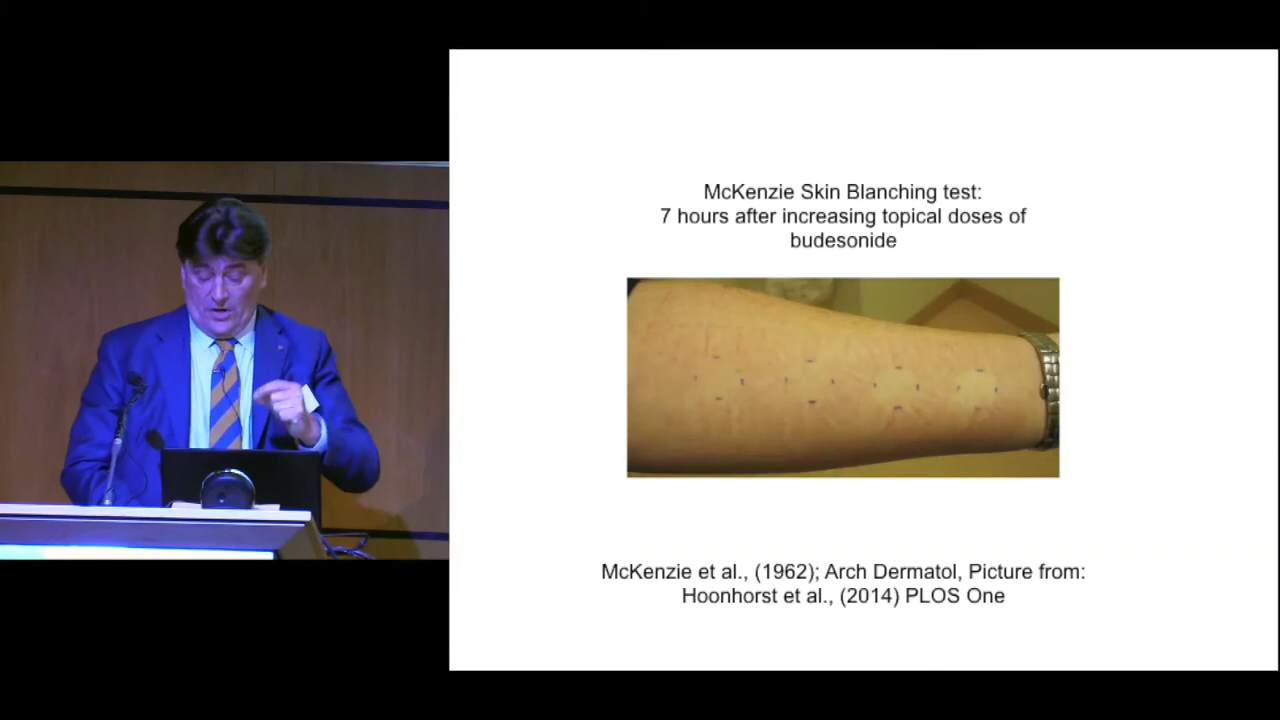 McKenzie Skin Blanching test:
7 hours after increasing topical doses of
budesonide
McKenzie et al., (1962); Arch Dermatol, Picture from:
Hoonhorst et al., (2014) PLOS One